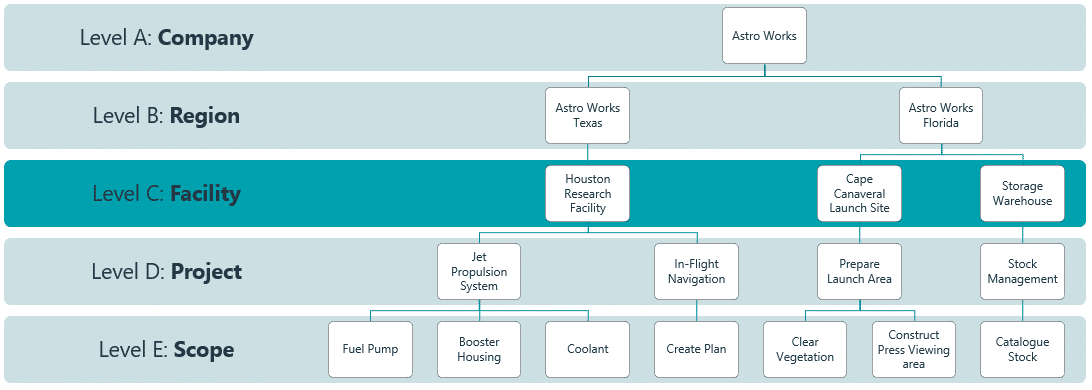 Level A: Company
Astro Works
Level B: Region
Astro Works
Texas
Astro Works
Florida
Level C: Facility
Houston
Research
Facility
Cape
Canaveral
Launch Site
Storage
Warehouse
Level D: Project
Jet
Propulsion
System
In-Flight
Navigation
Prepare
Launch Area
Stock
Management
Level E: Scope
Fuel Pump
Booster
Housing
Coolant
Create Plan
Clear
Vegetation
Construct
Press Viewing
area
Catalogue
Stock